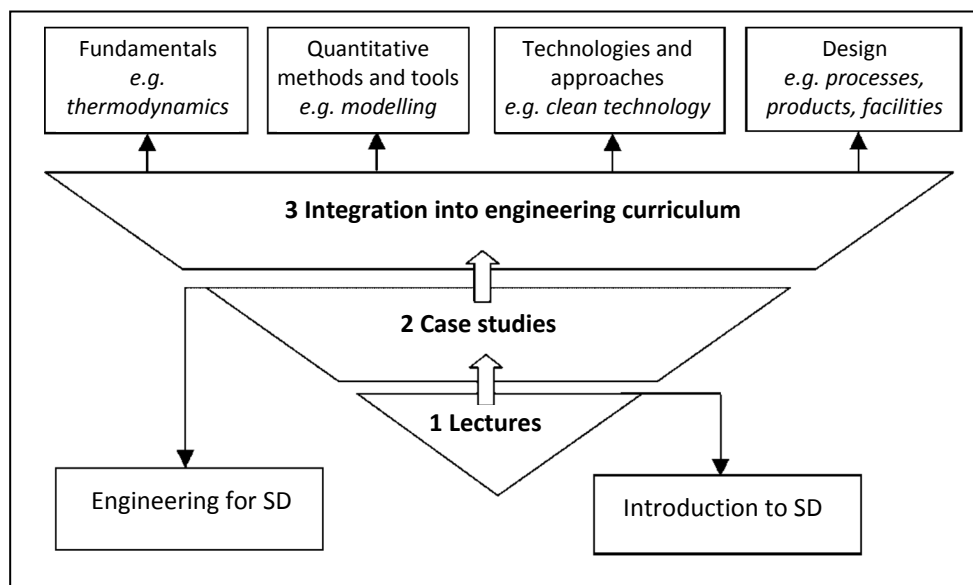 Fundamentals
e.g.
thermodynamics
Quantitative
methods and tools
e.g. modelling
Technologies and
approaches
e.g. clean technology
Design
e.g. processes,
products, facilities
3 Integration into engineering curriculum
2 Case studies
1 Lectures
Engineering for SD
Introduction to SD